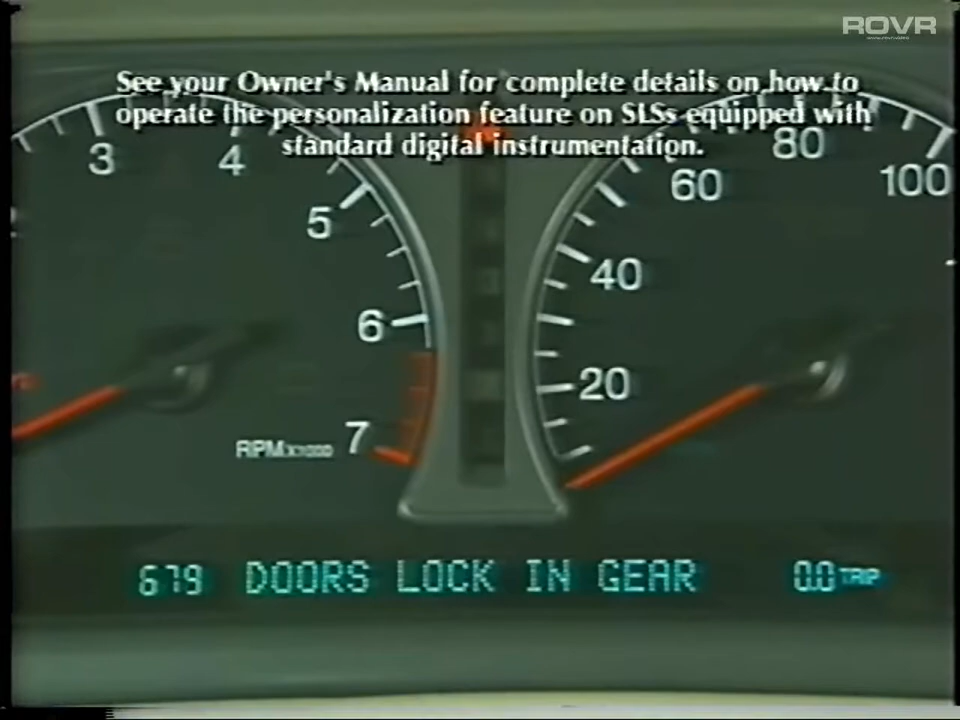 ROVR
See your Owner's Manual for complete details on how to
operate the personalization feature on SLSs equipped with
standard digital instrumentation.
3 4 5 6 7
RPM X1000
20 40 60 80 100
679 DOORS LOCK IN GEAR 0.0 TRIP